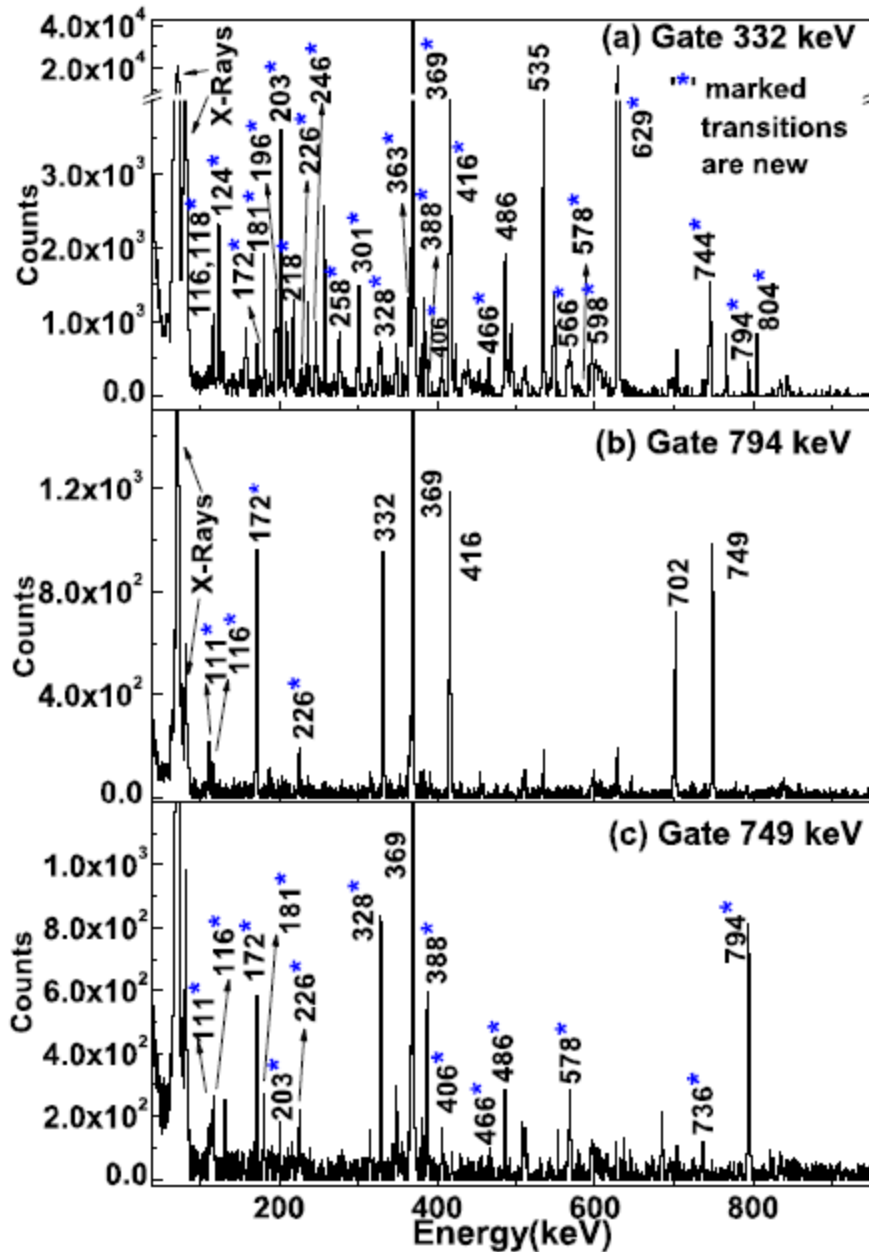 (a) Gate 332 keV
"*" marked
transitions
are new
Counts
4.0x10⁴
2.0x10⁴
3.0x10³
2.0x10³
1.0x10³
0.0
X-Rays
116,118*
124*
172*
181*
196*
203*
218*
226*
246*
258*
301*
328*
363*
369*
388*
406*
416*
466*
486
535
566*
578*
598*
629*
744*
794*
804*
(b) Gate 794 keV
Counts
1.2x10³
8.0x10²
4.0x10²
0.0
X-Rays
111*
116*
172*
226*
332
369
416
702
749
(c) Gate 749 keV
Counts
1.0x10³
8.0x10²
6.0x10²
4.0x10²
2.0x10²
0.0
111*
116*
172*
181*
203*
226*
328*
369
388*
406*
466*
486*
578*
736*
794*
200 400 600 800
Energy(keV)